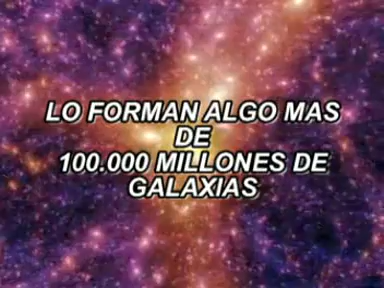 LO FORMAN ALGO MAS
DE
100.000 MILLONES DE
GALAXIAS